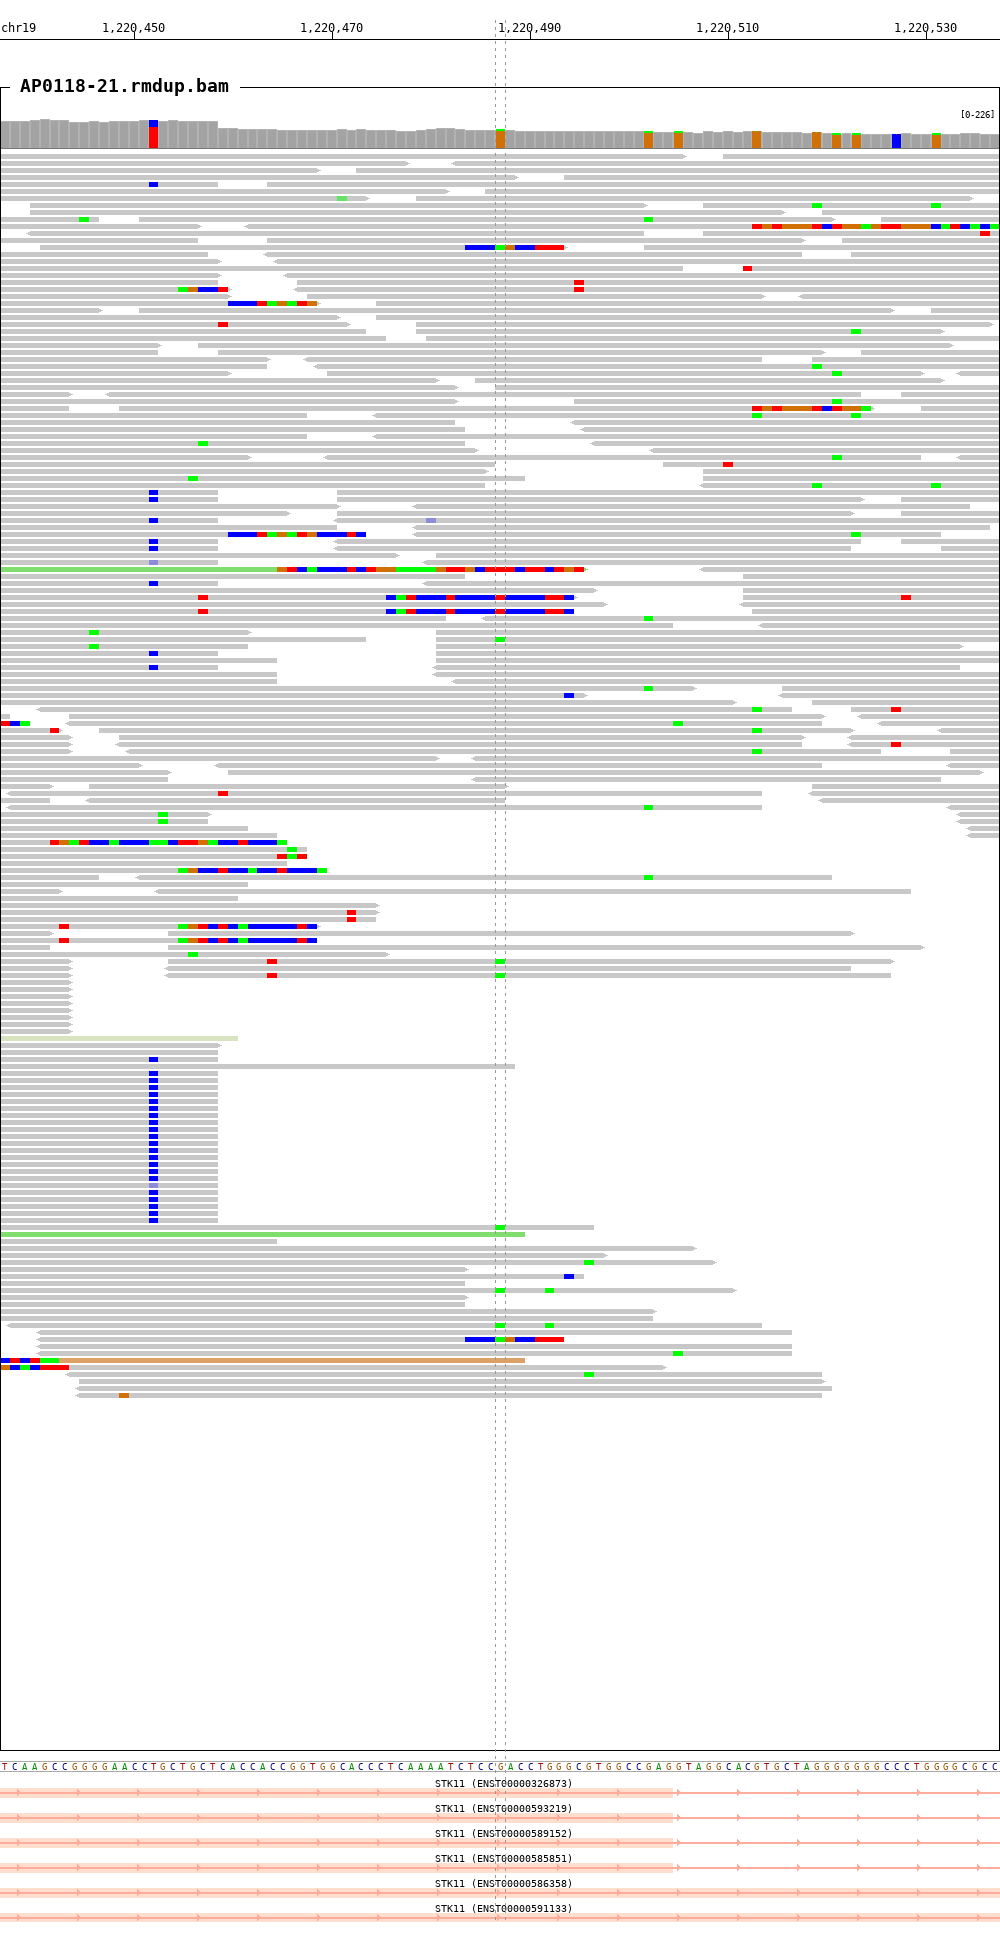 chr19
1,220,450 1,220,470 1,220,490 1,220,510 1,220,530
AP0118-21.rmdup.bam
[0-226]
T C A A G C C G G G G A A C C T G C T G C T C A C C A C C G G T G G C A C C C T C A A A A T C T C C G A C C T G G G C G T G G C C G A G G T A G G C A C G T G C T A G G G G G G G C C C T G G G G C G C C
STK11 (ENST00000326873)
STK11 (ENST00000593219)
STK11 (ENST00000589152)
STK11 (ENST00000585851)
STK11 (ENST00000586358)
STK11 (ENST00000591133)